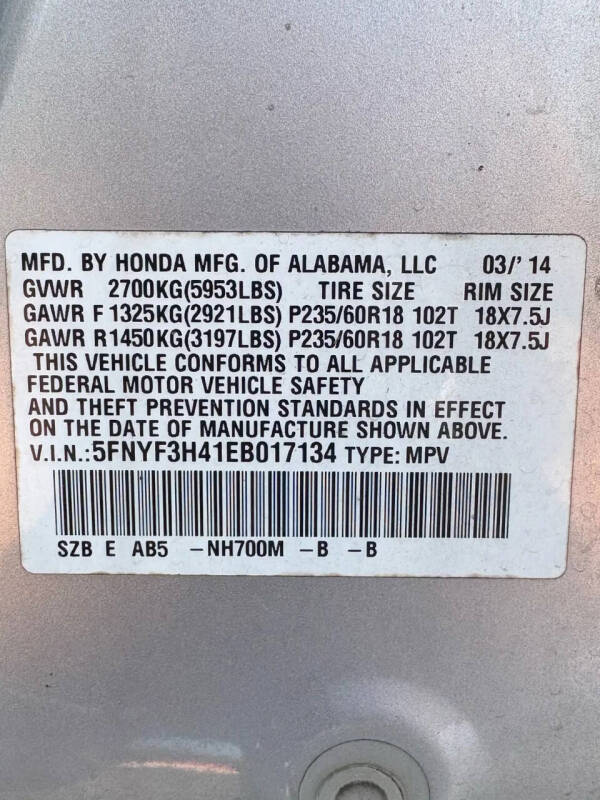 MFD. BY HONDA MFG. OF ALABAMA, LLC 03/' 14
GVWR 2700KG(5953LBS) TIRE SIZE RIM SIZE
GAWR F 1325KG(2921LBS) P235/60R18 102T 18X7.5J
GAWR R1450KG(3197LBS) P235/60R18 102T 18X7.5J
THIS VEHICLE CONFORMS TO ALL APPLICABLE
FEDERAL MOTOR VEHICLE SAFETY
AND THEFT PREVENTION STANDARDS IN EFFECT
ON THE DATE OF MANUFACTURE SHOWN ABOVE.
V.I.N.: 5FNYF3H41EB017134 TYPE: MPV
SZB E AB5 -NH700M -B -B